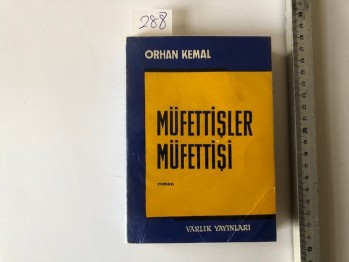 288
ORHAN KEMAL
MÜFETTİŞLER
MÜFETTİŞİ
roman
VARLIK YAYINLARI